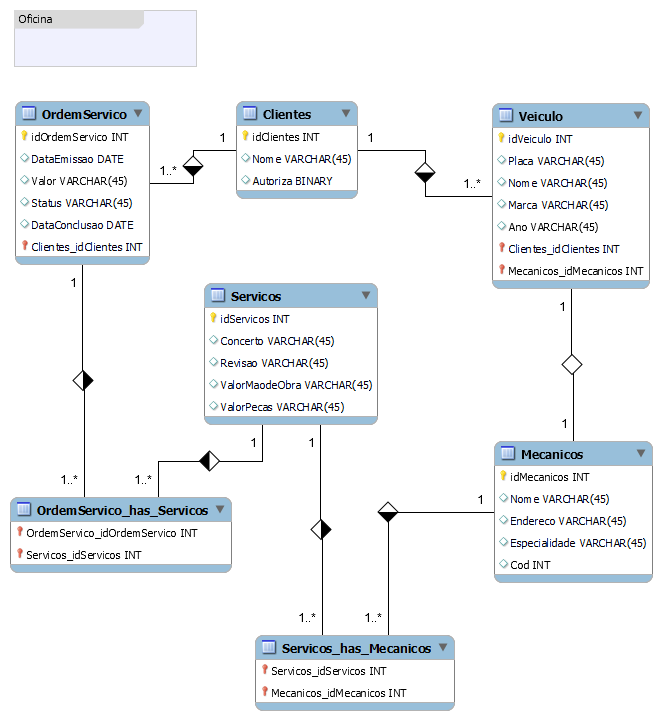 Oficina
OrdemServico
idOrdemServico INT
DataEmissao DATE
Valor VARCHAR(45)
Status VARCHAR(45)
DataConclusao DATE
Clientes_idClientes INT
1..*
1
Clientes
idClientes INT
Nome VARCHAR(45)
Autoriza BINARY
1
1..*
Veiculo
idVeiculo INT
Placa VARCHAR(45)
Nome VARCHAR(45)
Marca VARCHAR(45)
Ano VARCHAR(45)
Clientes_idClientes INT
Mecanicos_idMecanicos INT
1
1
Servicos
idServicos INT
Concerto VARCHAR(45)
Revisao VARCHAR(45)
ValorMaodeObra VARCHAR(45)
ValorPecas VARCHAR(45)
1
1
1
Mecanicos
idMecanicos INT
Nome VARCHAR(45)
Endereco VARCHAR(45)
Especialidade VARCHAR(45)
Cod INT
1..*
1..*
1
OrdemServico_has_Servicos
OrdemServico_idOrdemServico INT
Servicos_idServicos INT
1..*
1..*
Servicos_has_Mecanicos
Servicos_idServicos INT
Mecanicos_idMecanicos INT